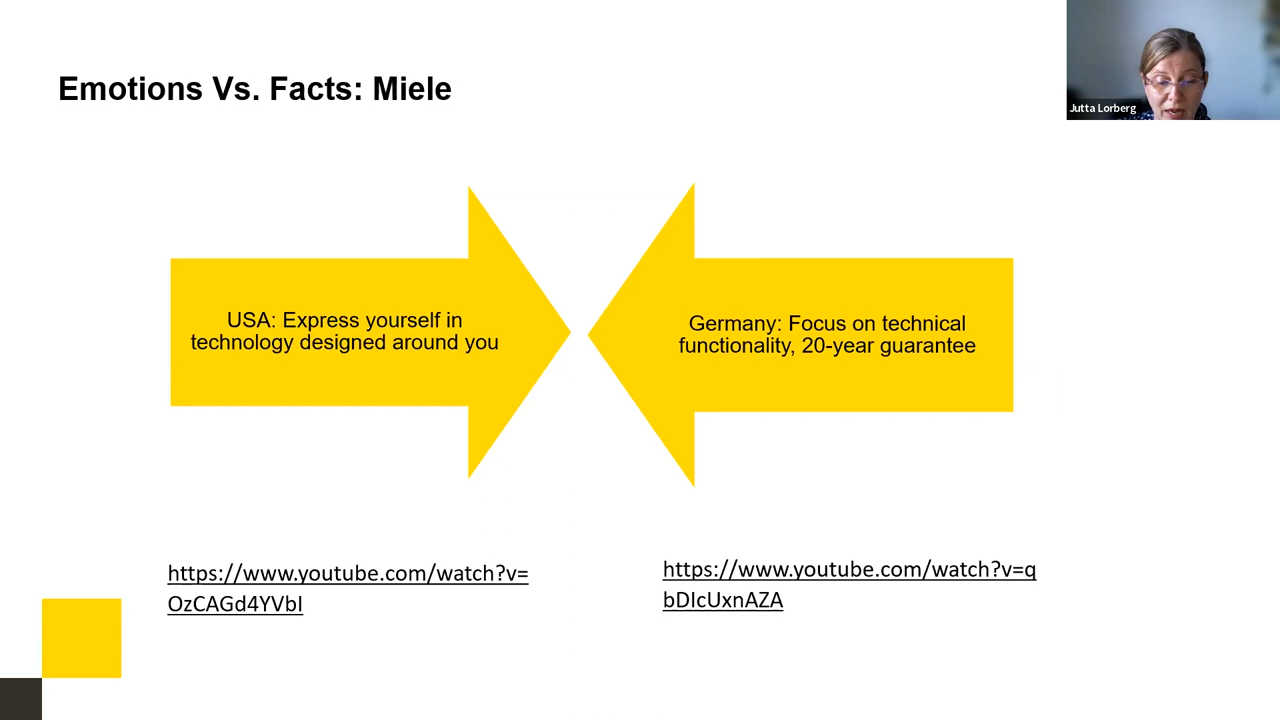 Emotions Vs. Facts: Miele
Jutta Lorberg
USA: Express yourself in
technology designed around you
Germany: Focus on technical
functionality, 20-year guarantee
https://www.youtube.com/watch?v=
OzCAGd4YVbI
https://www.youtube.com/watch?v=q
bDIcUxnAZA